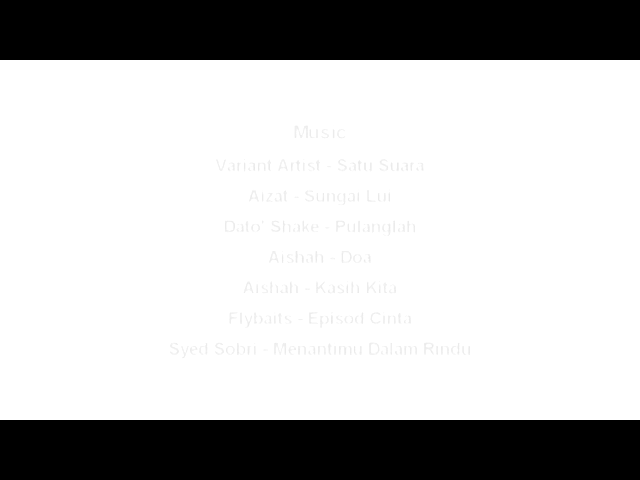 Music
Variant Artist - Satu Suara
Aizat - Sungai Lui
Dato' Shake - Pulanglah
Aishah - Doa
Aishah - Kasih Kita
Flybaits - Episod Cinta
Syed Sobri - Menantimu Dalam Rindu